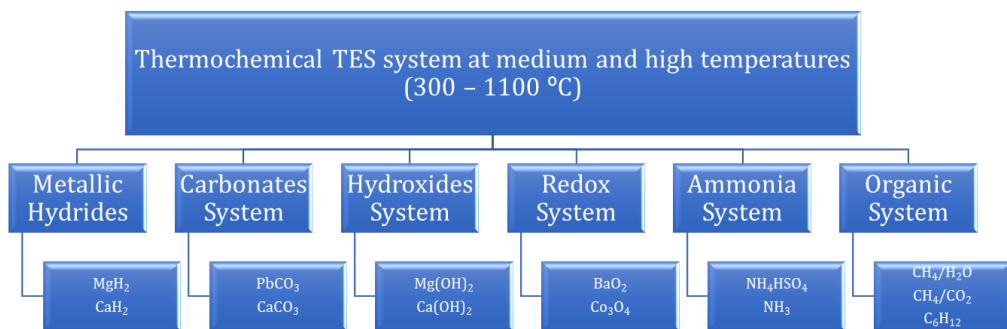 Thermochemical TES system at medium and high temperatures
(300 – 1100 °C)
Metallic
Hydrides
Carbonates
System
Hydroxides
System
Redox
System
Ammonia
System
Organic
System
MgH₂
CaH₂
PbCO₃
CaCO₃
Mg(OH)₂
Ca(OH)₂
BaO₂
Co₃O₄
NH₄HSO₄
NH₃
CH₄/H₂O
CH₄/CO₂
C₆H₁₂